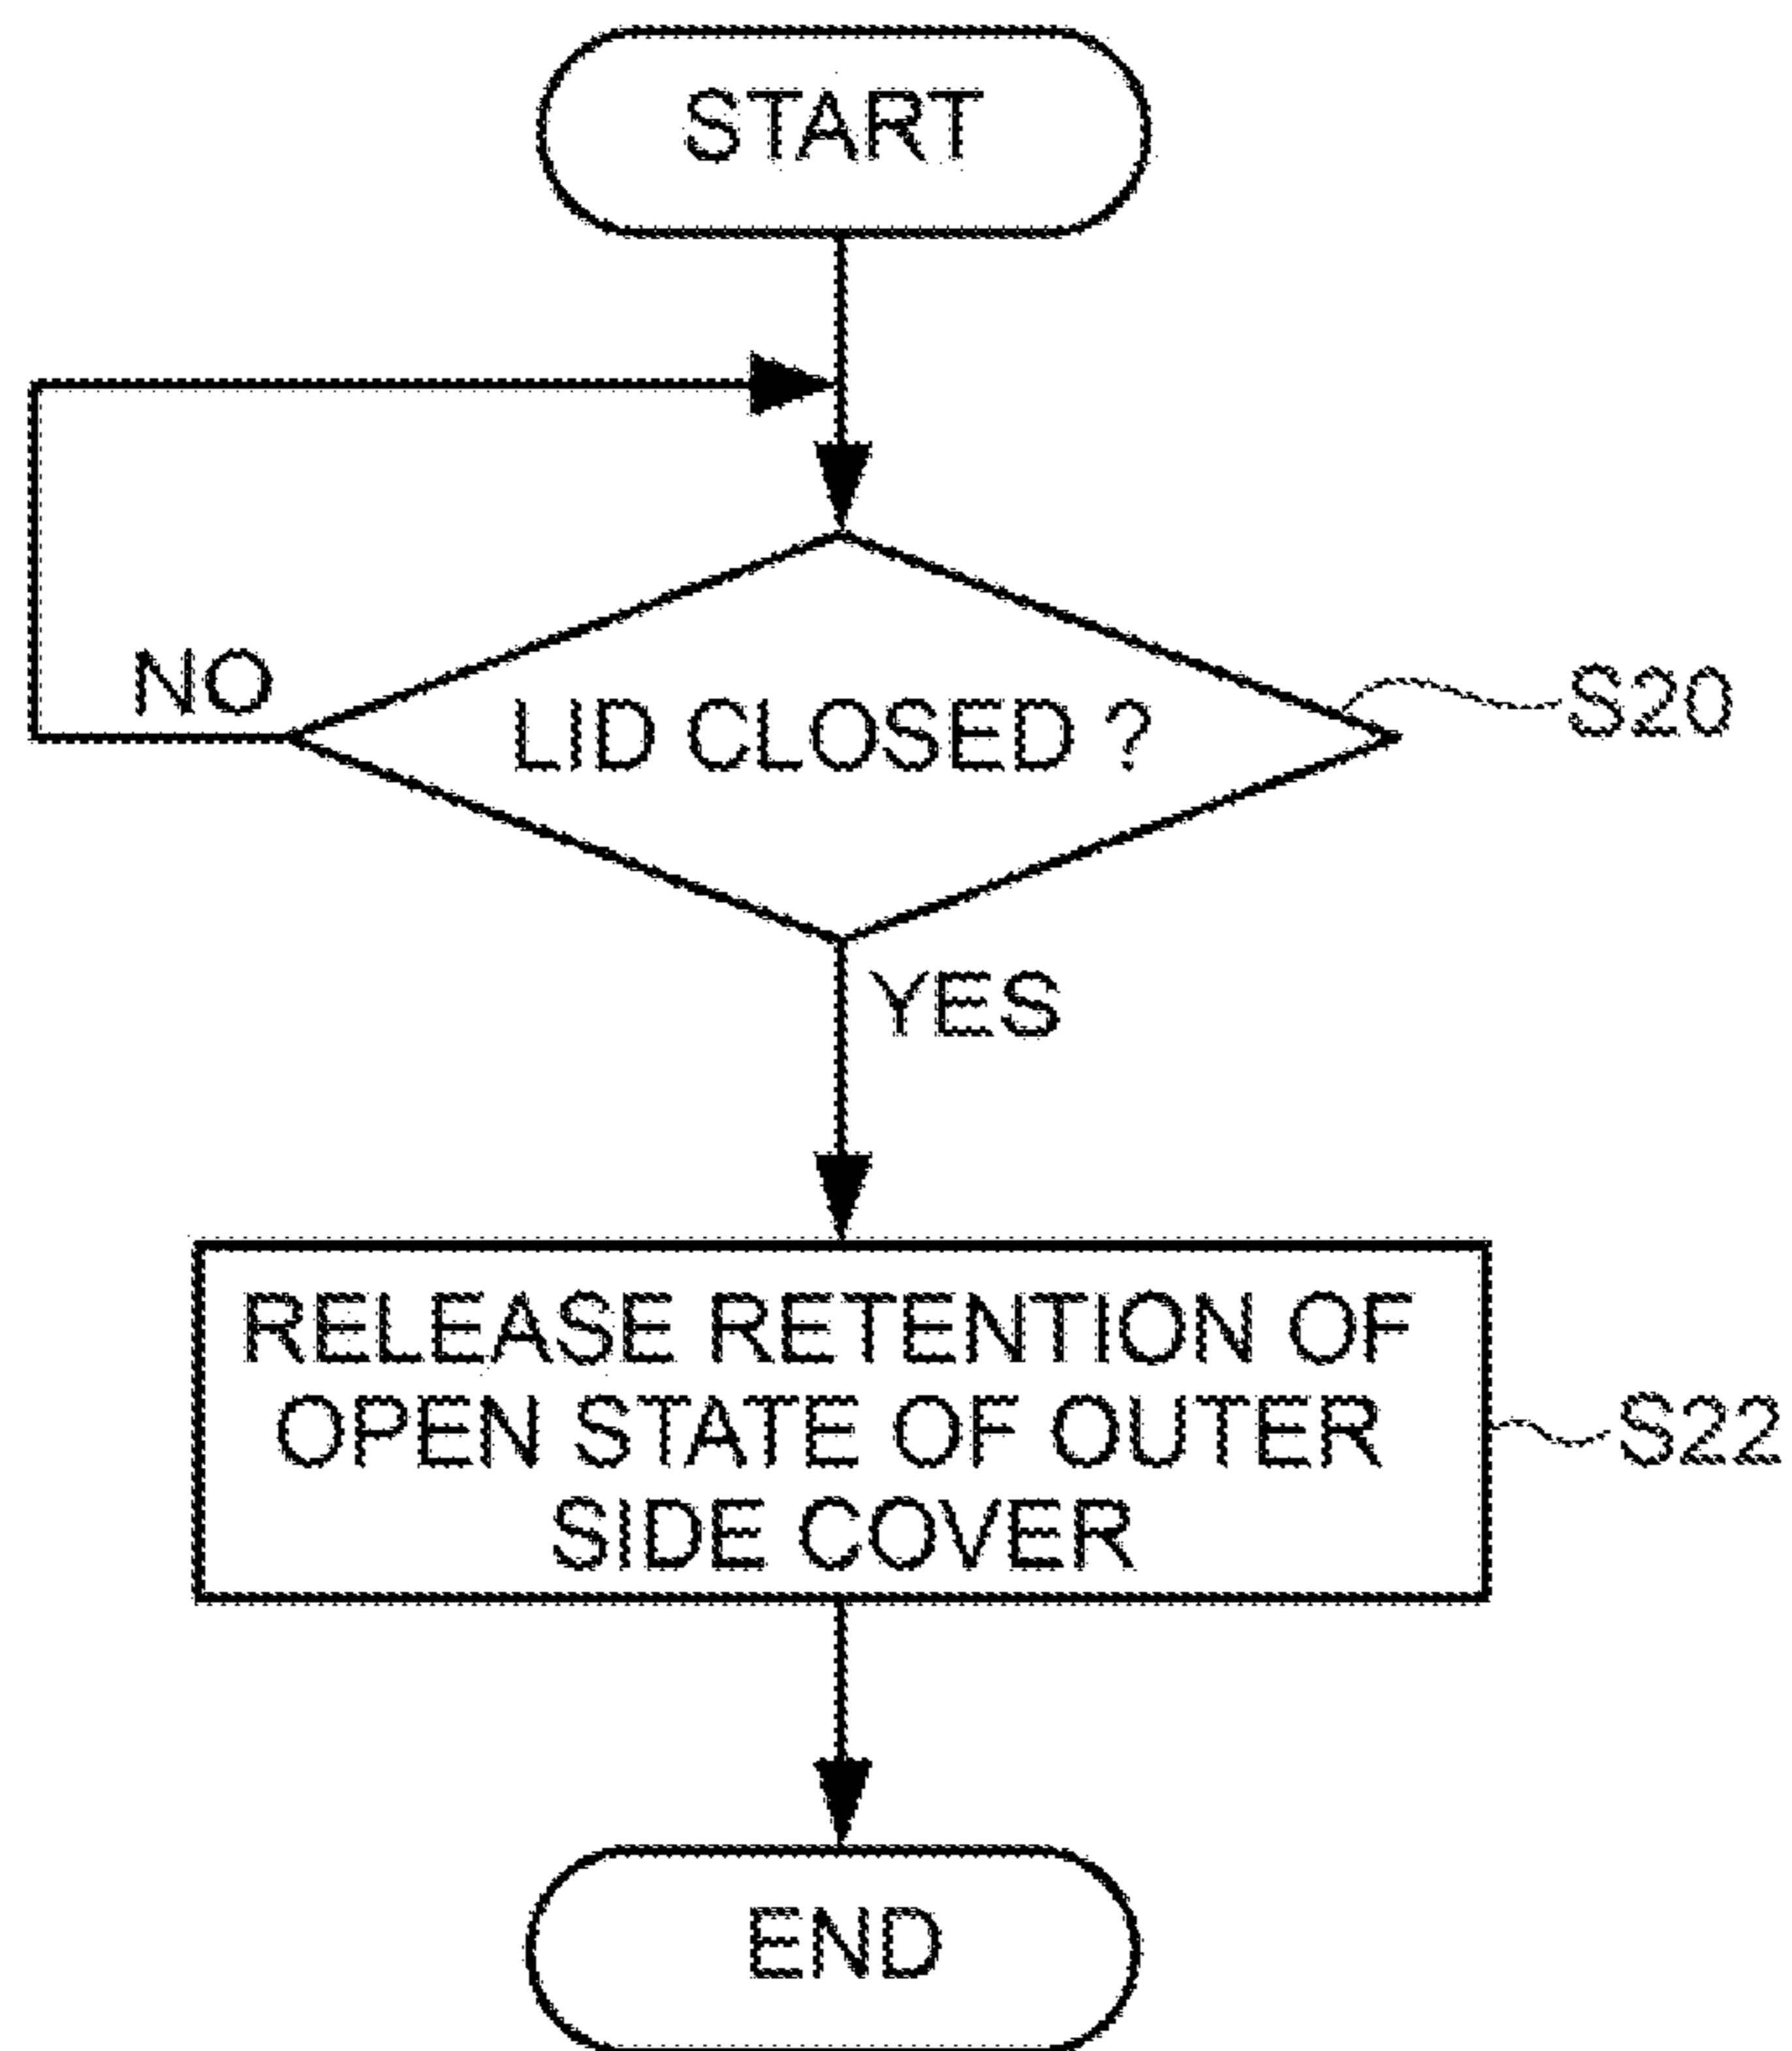 START
NO
LID CLOSED ?
S20
YES
RELEASE RETENTION OF
OPEN STATE OF OUTER
SIDE COVER
S22
END